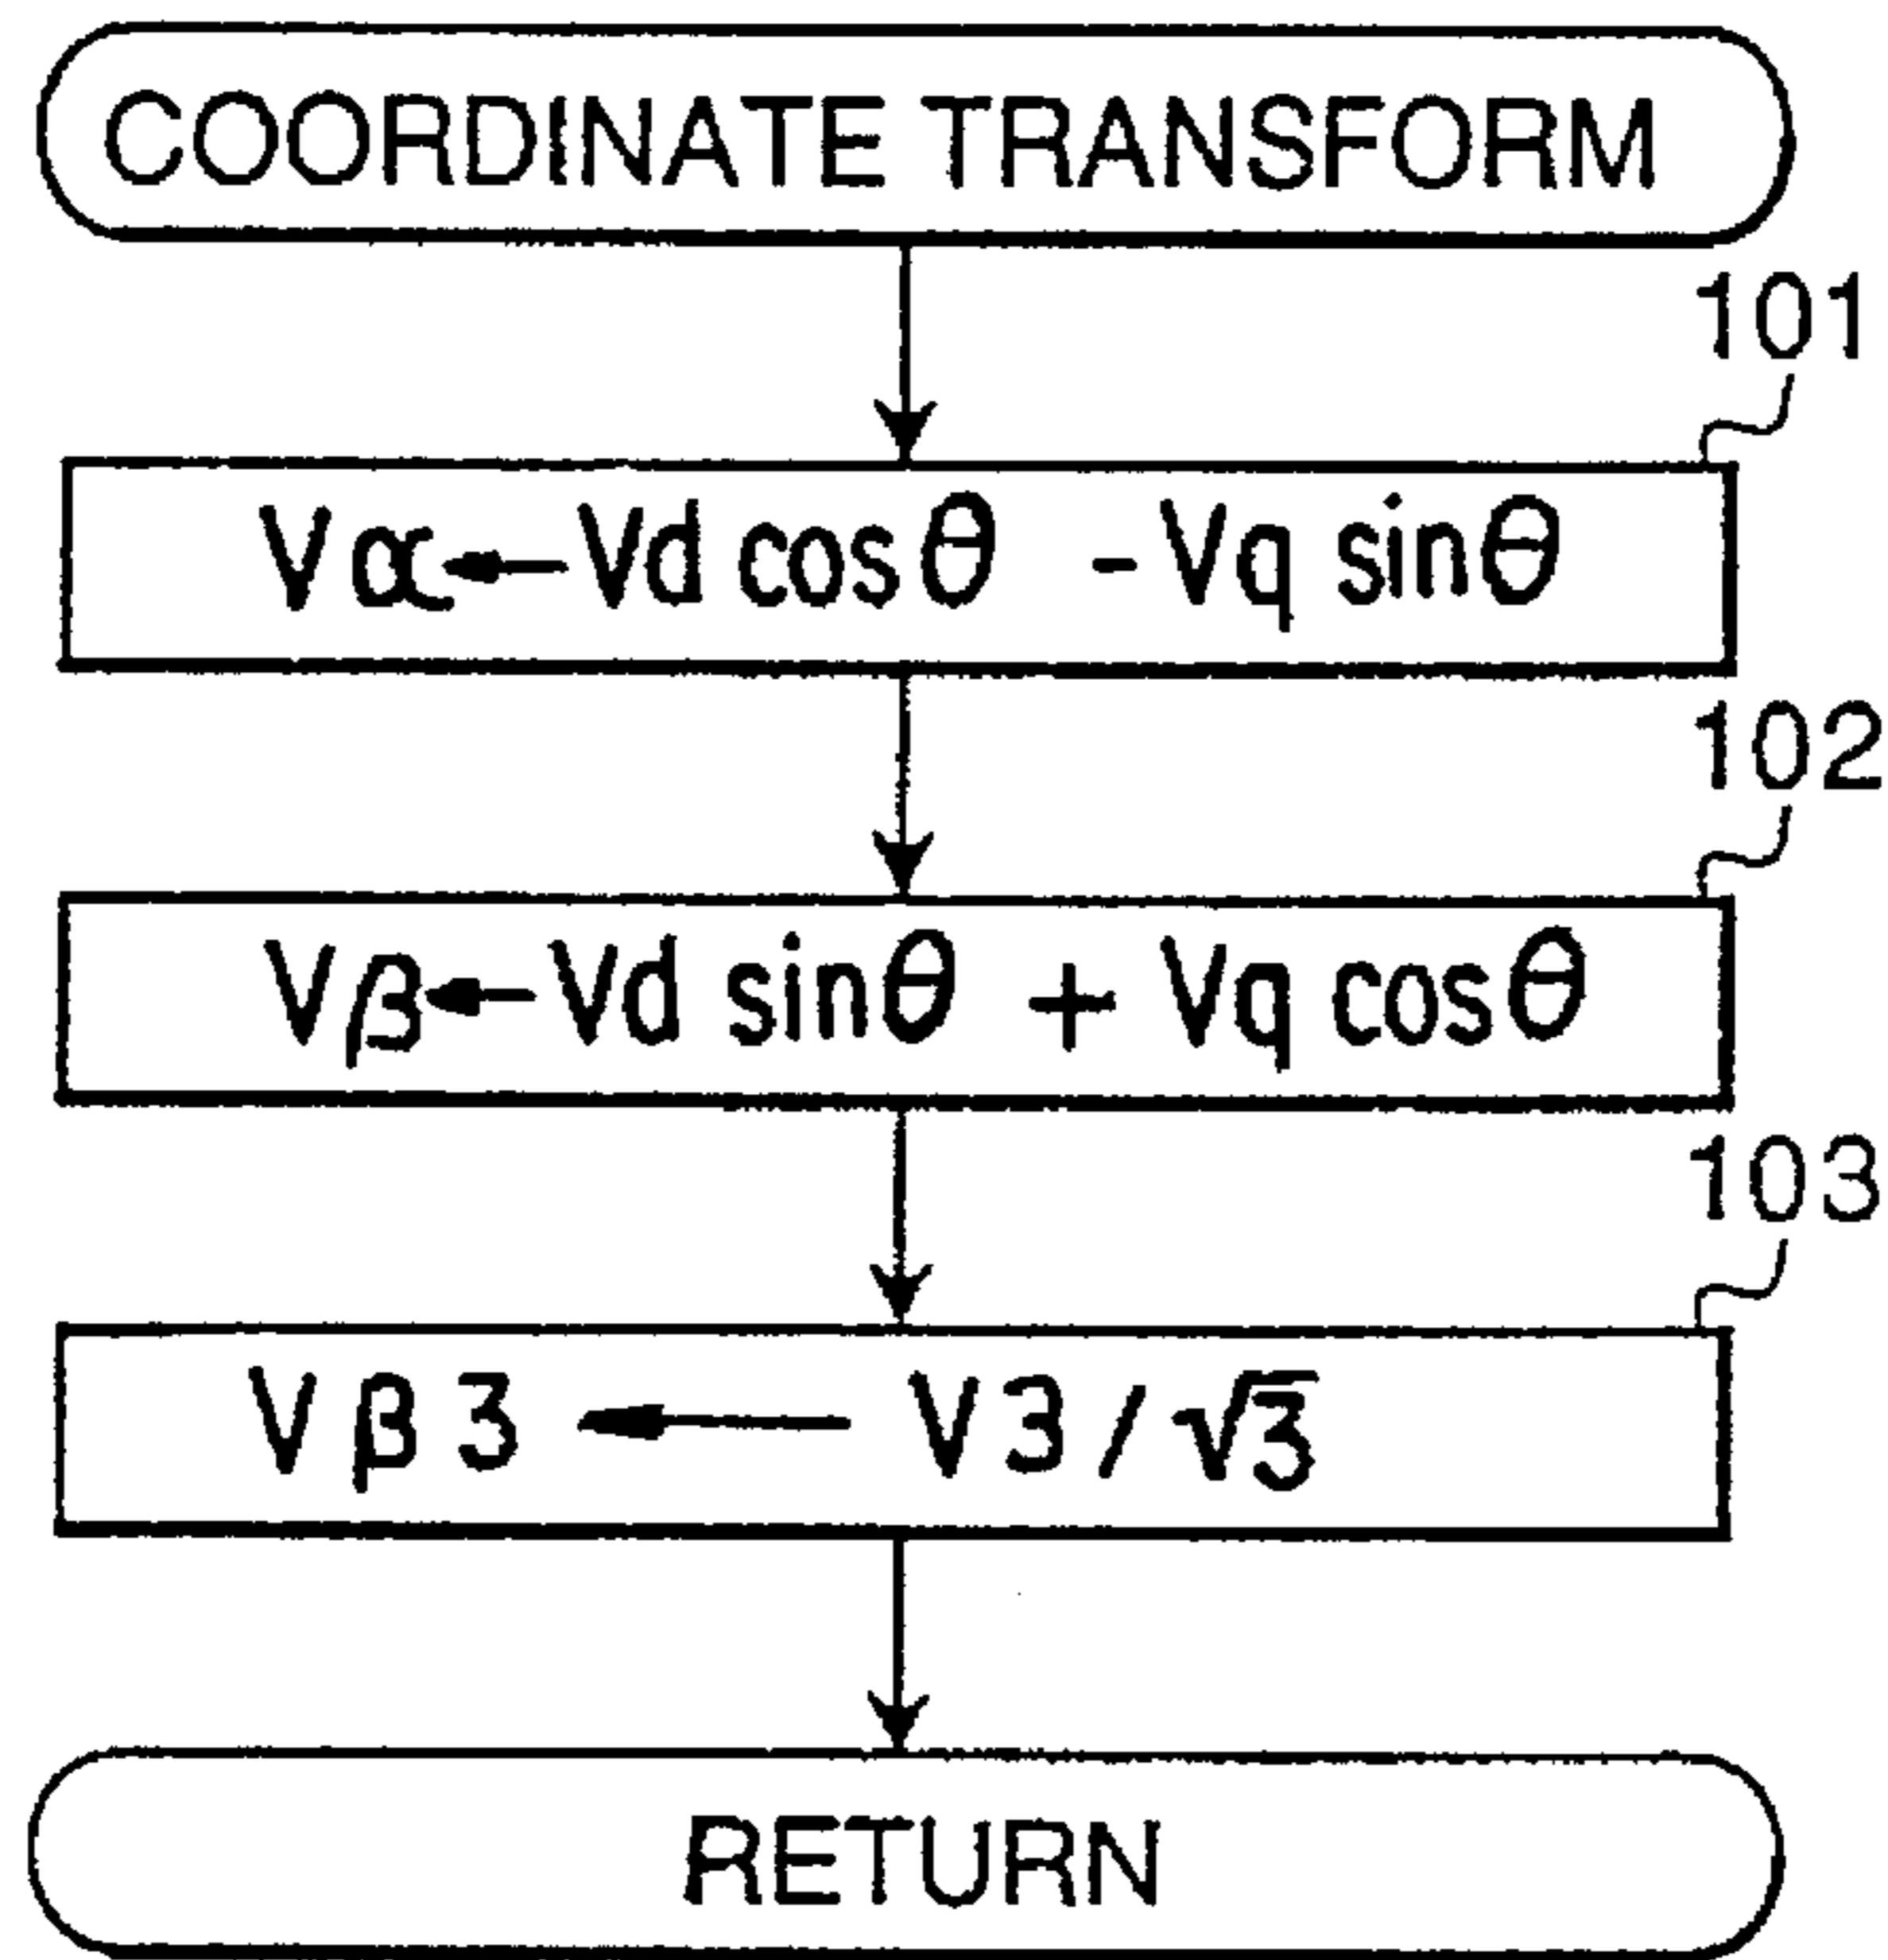 COORDINATE TRANSFORM
101
Vα←Vd cosθ - Vq sinθ
102
Vβ←Vd sinθ + Vq cosθ
103
Vβ3 ← V3/√3
RETURN